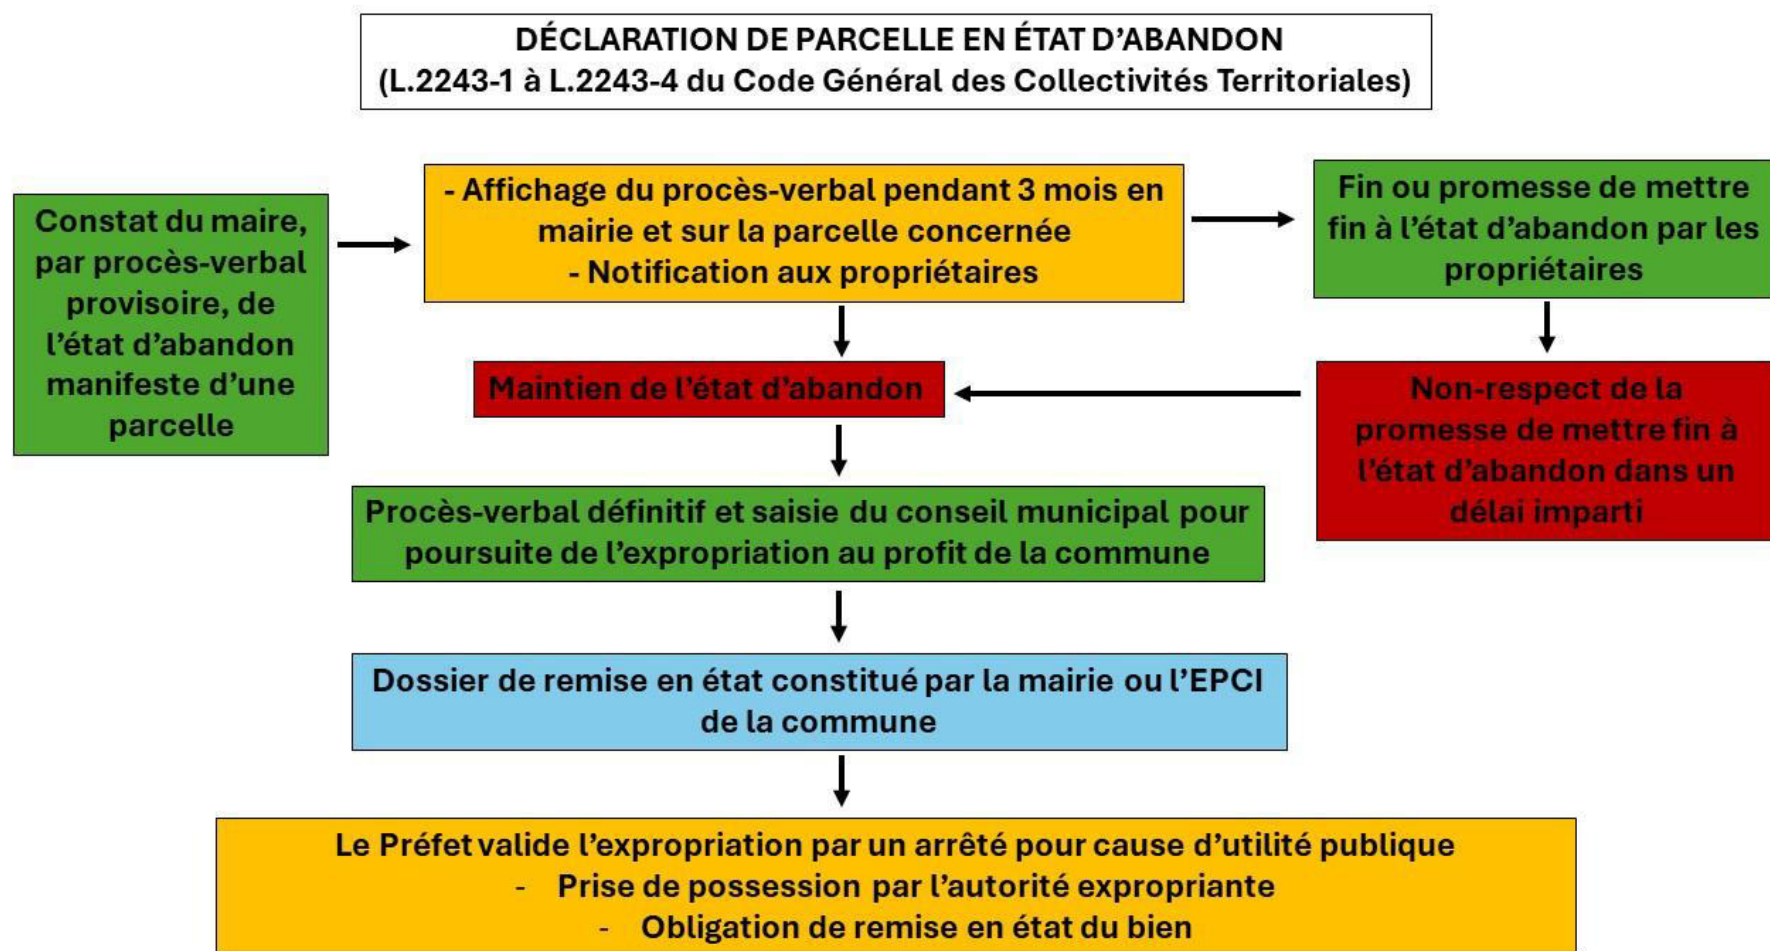 DÉCLARATION DE PARCELLE EN ÉTAT D’ABANDON
(L.2243-1 à L.2243-4 du Code Général des Collectivités Territoriales)
Constat du maire,
par procès-verbal
provisoire, de
l’état d’abandon
manifeste d’une
parcelle
- Affichage du procès-verbal pendant 3 mois en
mairie et sur la parcelle concernée
- Notification aux propriétaires
Fin ou promesse de mettre
fin à l’état d’abandon par les
propriétaires
Maintien de l’état d’abandon
Non-respect de la
promesse de mettre fin à
l’état d’abandon dans un
délai imparti
Procès-verbal définitif et saisie du conseil municipal pour
poursuite de l’expropriation au profit de la commune
Dossier de remise en état constitué par la mairie ou l’EPCI
de la commune
Le Préfet valide l’expropriation par un arrêté pour cause d’utilité publique
- Prise de possession par l’autorité expropriante
- Obligation de remise en état du bien